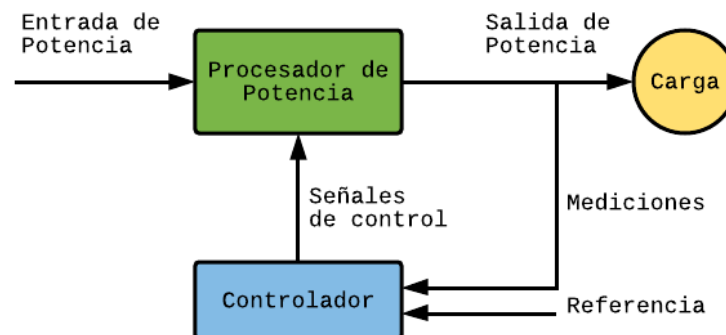 Entrada de
Potencia
Salida de
Potencia
Procesador de
Potencia
Carga
Señales
de control
Mediciones
Controlador
Referencia